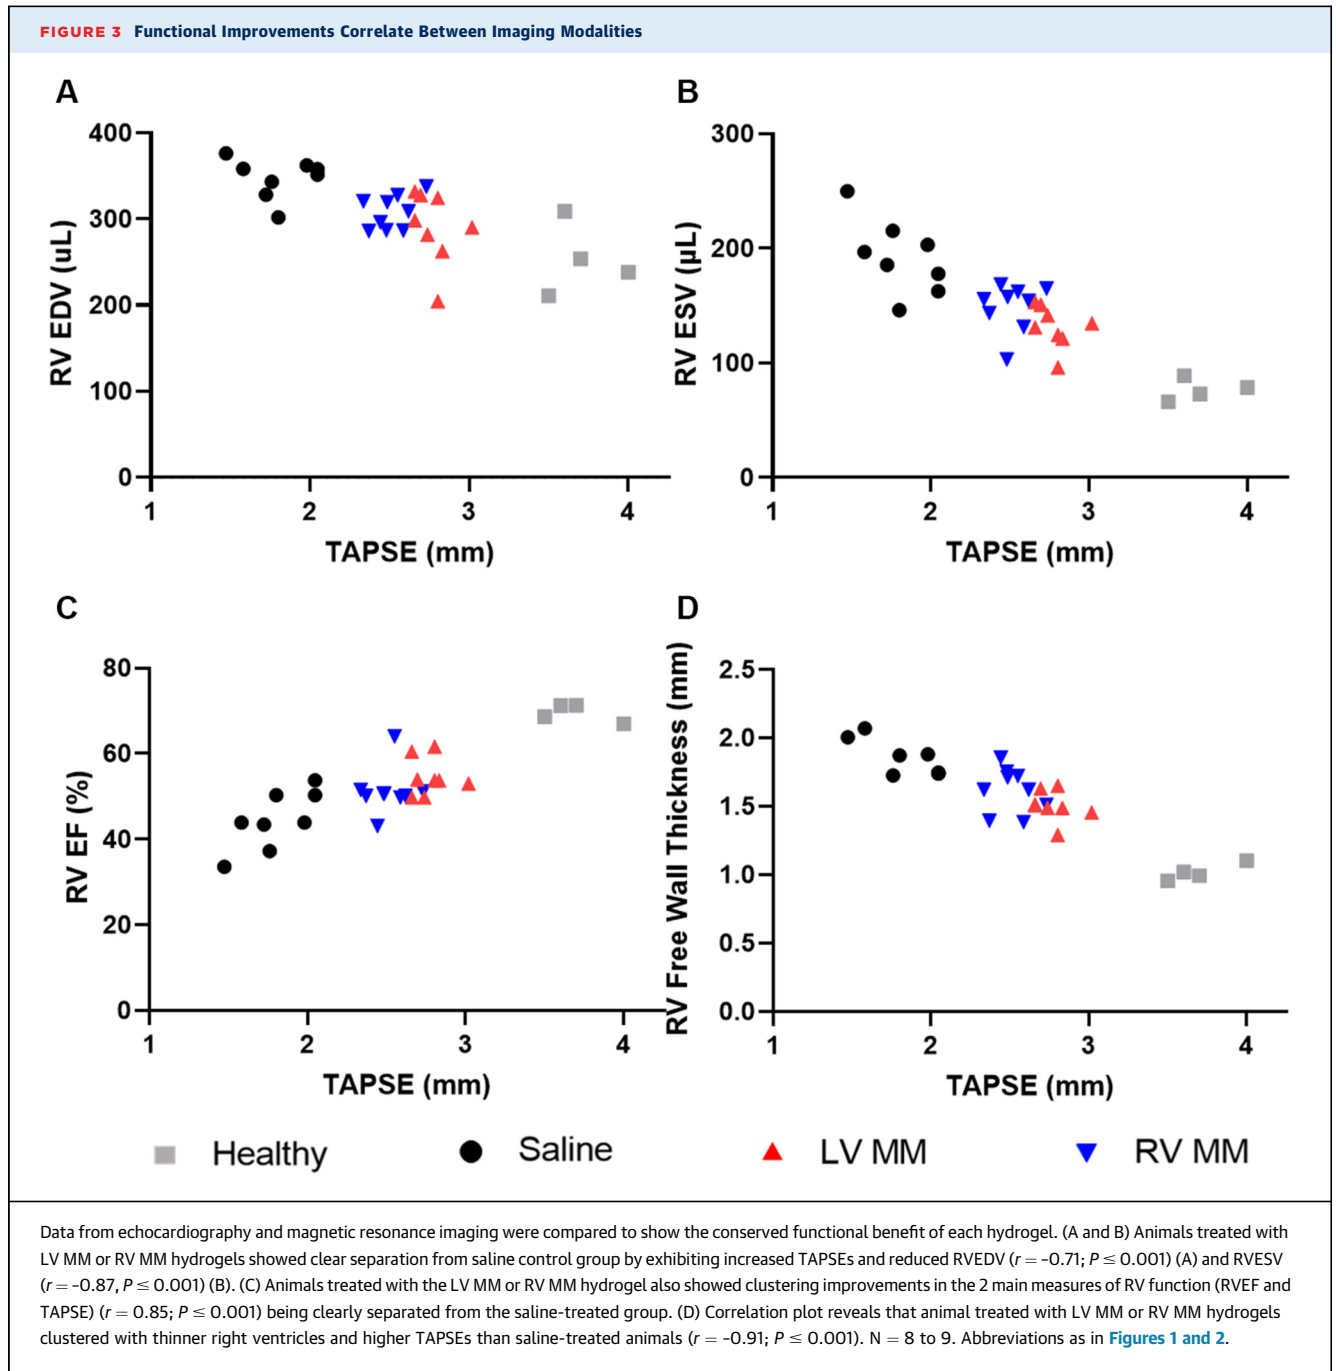 FIGURE 3 Functional Improvements Correlate Between Imaging Modalities
A
400
300
200
100
0
RV EDV (uL)
1 2 3 4
TAPSE (mm)
B
300
200
100
0
RV ESV (µL)
1 2 3 4
TAPSE (mm)
C
80
60
40
20
0
RV EF (%)
1 2 3 4
TAPSE (mm)
D
2.5
2.0
1.5
1.0
0.5
0.0
RV Free Wall Thickness (mm)
1 2 3 4
TAPSE (mm)
Healthy Saline LV MM RV MM
Data from echocardiography and magnetic resonance imaging were compared to show the conserved functional benefit of each hydrogel. (A and B) Animals treated with
LV MM or RV MM hydrogels showed clear separation from saline control group by exhibiting increased TAPSEs and reduced RVEDV (r = –0.71; P ≤ 0.001) (A) and RVESV
(r = –0.87, P ≤ 0.001) (B). (C) Animals treated with the LV MM or RV MM hydrogel also showed clustering improvements in the 2 main measures of RV function (RVEF and
TAPSE) (r = 0.85; P ≤ 0.001) being clearly separated from the saline-treated group. (D) Correlation plot reveals that animal treated with LV MM or RV MM hydrogels
clustered with thinner right ventricles and higher TAPSEs than saline-treated animals (r = –0.91; P ≤ 0.001). N = 8 to 9. Abbreviations as in Figures 1 and 2.